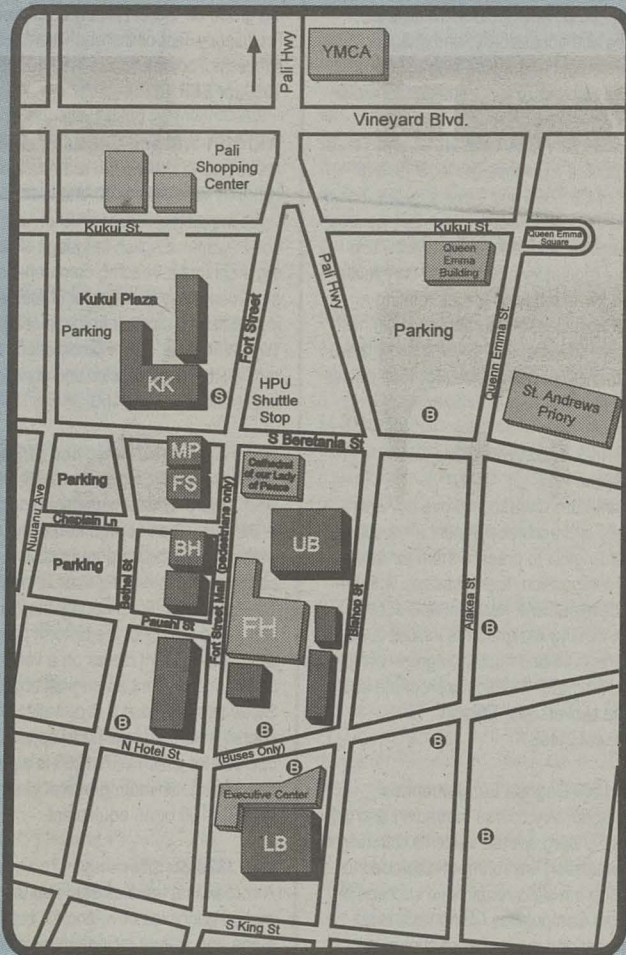 Pali Hwy
YMCA
Vineyard Blvd.
Pali
Shopping
Center
Kukui St.
Kukui St.
Queen Emma
Square
Queen
Emma
Building
Kukui Plaza
Parking
Fort Street
Pali Hwy
Parking
Queen Emma St.
KK
S
HPU
Shuttle
Stop
B
St. Andrews
Priory
S Beretania St
MP
FS
Cathedral
of our Lady
of Peace
Parking
Nuuanu Ave
Chaplain Ln
Parking
Bethel St
BH
Fort Street Mall (pedestrians only)
UB
Bishop St
Alakea St
Pauahi St
FH
B
B
B
B
N Hotel St.
(Buses Only)
B
Executive Center
LB
B
S King St